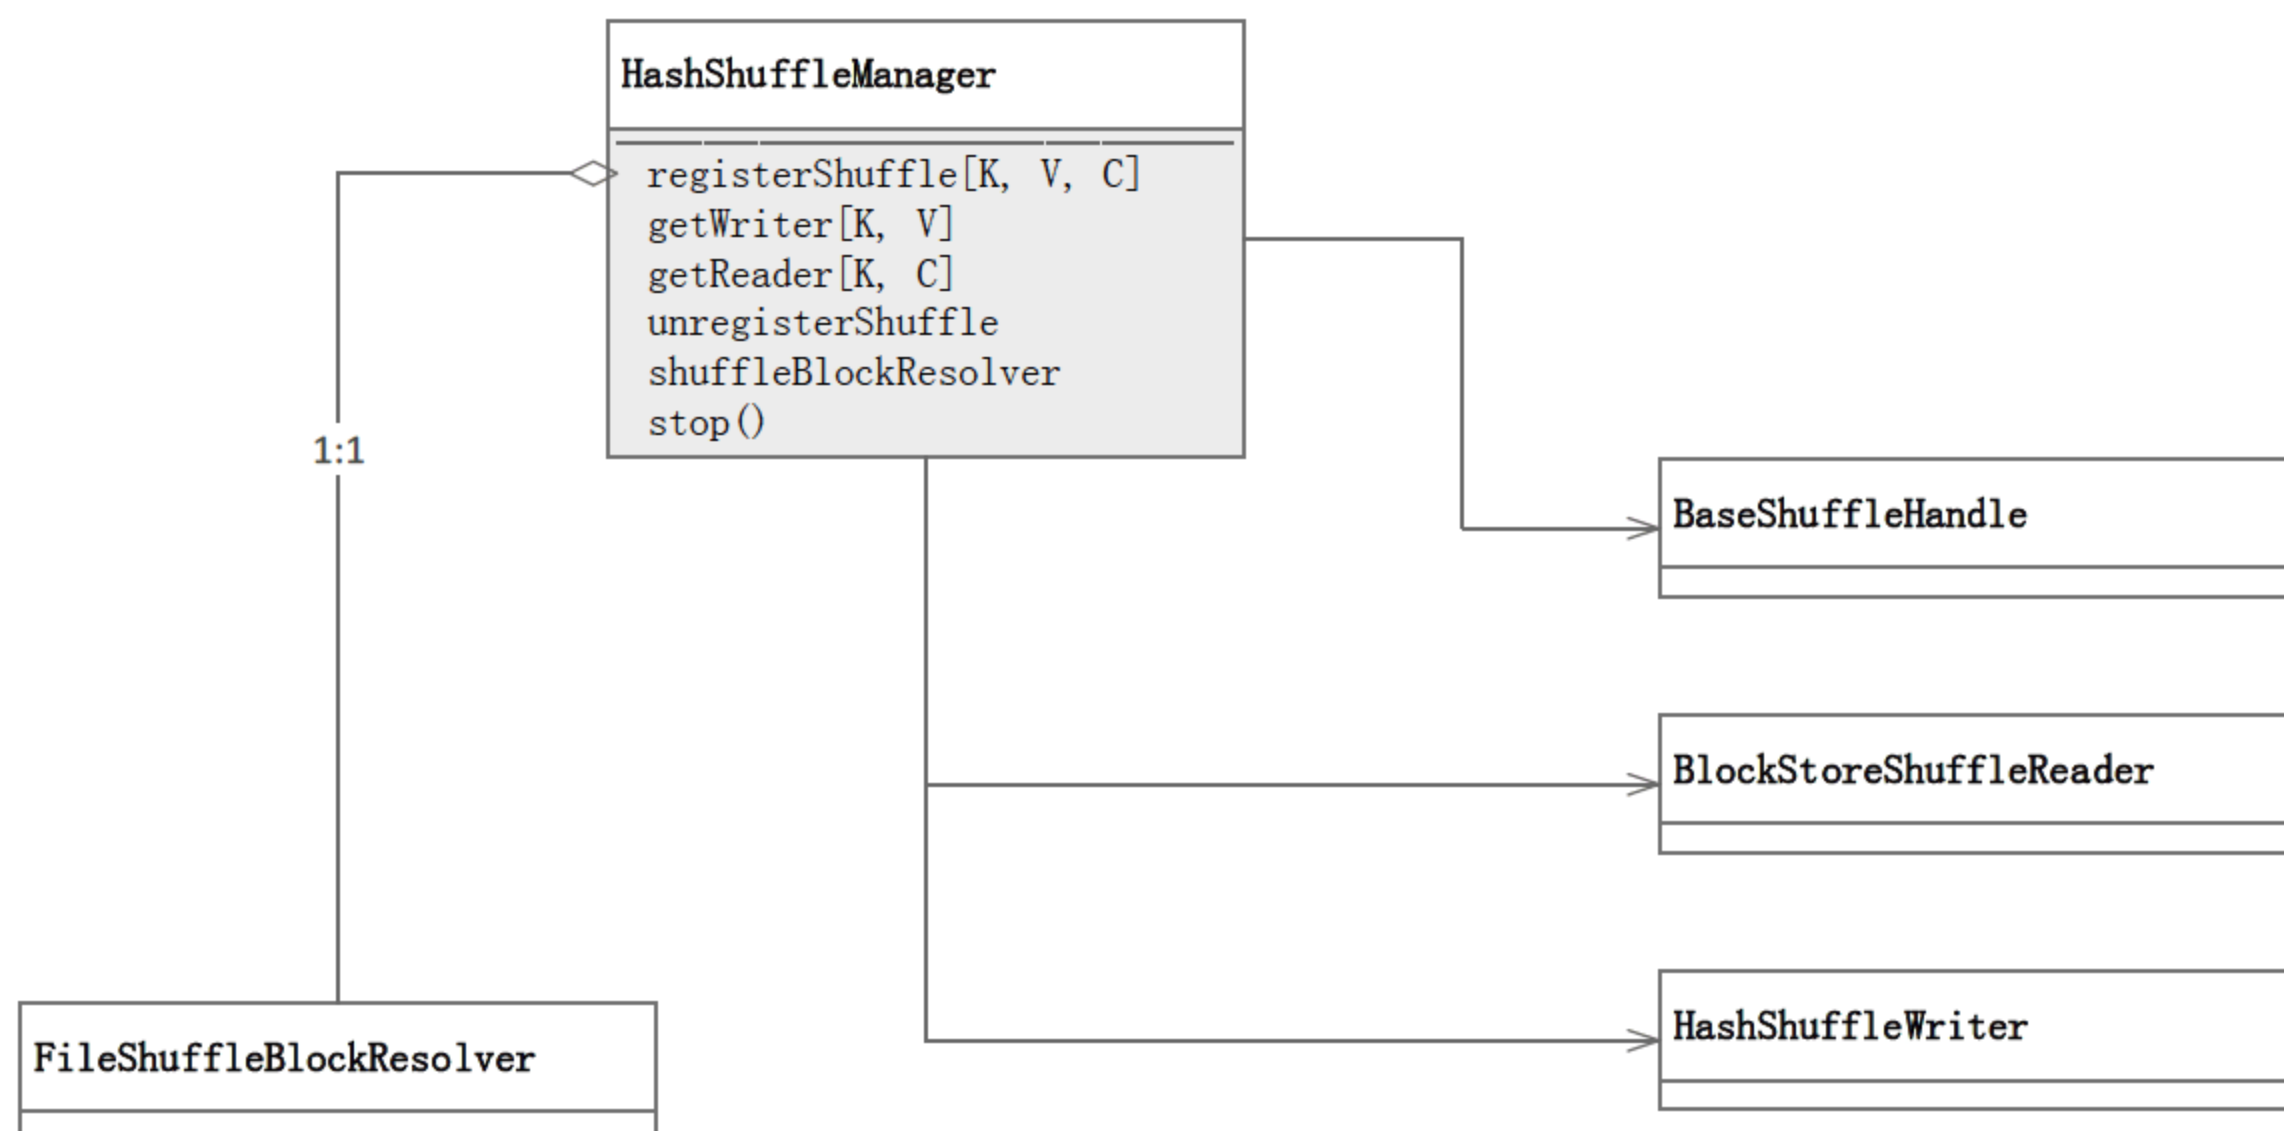 HashShuffleManager
registerShuffle[K, V, C]
getWriter[K, V]
getReader[K, C]
unregisterShuffle
shuffleBlockResolver
stop()
1:1
BaseShuffleHandle
BlockStoreShuffleReader
HashShuffleWriter
FileShuffleBlockResolver